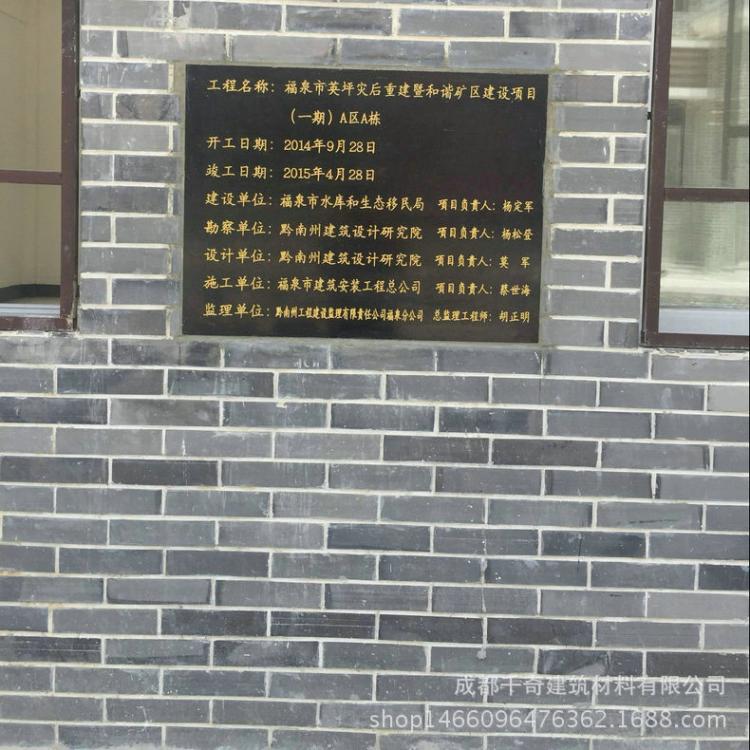 工程名称：福泉市英坪灾后重建暨和谐矿区建设项目
（一期）A区A栋
开工日期：2014年9月28日
竣工日期：2015年4月28日
建设单位：福泉市水库和生态移民局 项目负责人：杨定军
勘察单位：黔南州建筑设计研究院 项目负责人：杨松登
设计单位：黔南州建筑设计研究院 项目负责人：莫 军
施工单位：福泉市建筑安装工程总公司 项目负责人：蔡世海
监理单位：黔南州工程建设监理有限责任公司福泉分公司 总监理工程师：胡正明
成都千奇建筑材料有限公司
shop1466096476362.1688.com